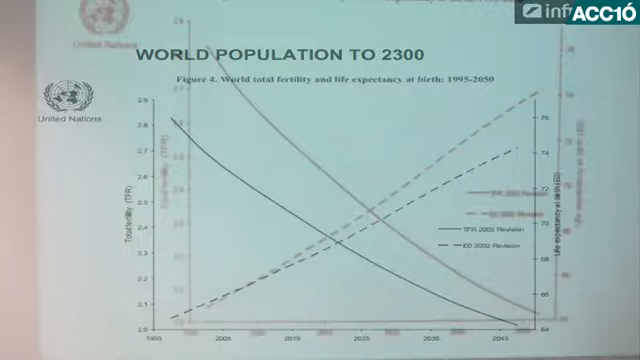 inf
ACC1Ó
United Nations
WORLD POPULATION TO 2300
Figure 4. World total fertility and life expectancy at birth: 1995-2050
United Nations
2.9
2.8
2.7
2.6
2.5
2.4
2.3
2.2
2.1
2.0
Total fertility (TFR)
76
74
72
70
68
66
64
Life expectancy at birth (E0)
TFR 2002 Revision
E0 2002 Revision
1995
2005
2015
2025
2035
2045